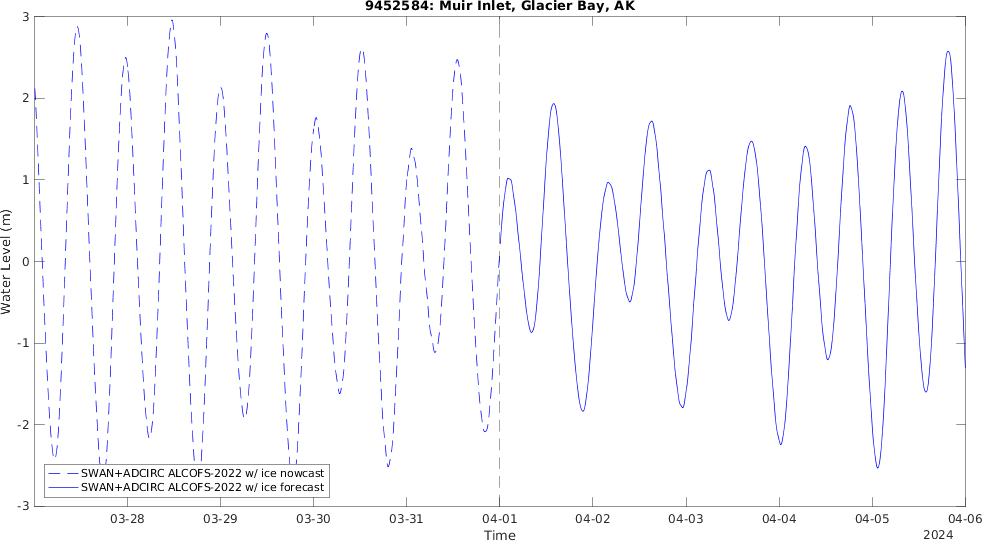 9452584: Muir Inlet, Glacier Bay, AK
Water Level (m)
3
2
1
0
-1
-2
-3
SWAN+ADCIRC ALCOFS-2022 w/ ice nowcast
SWAN+ADCIRC ALCOFS-2022 w/ ice forecast
03-28 03-29 03-30 03-31 04-01 04-02 04-03 04-04 04-05 04-06
Time
2024